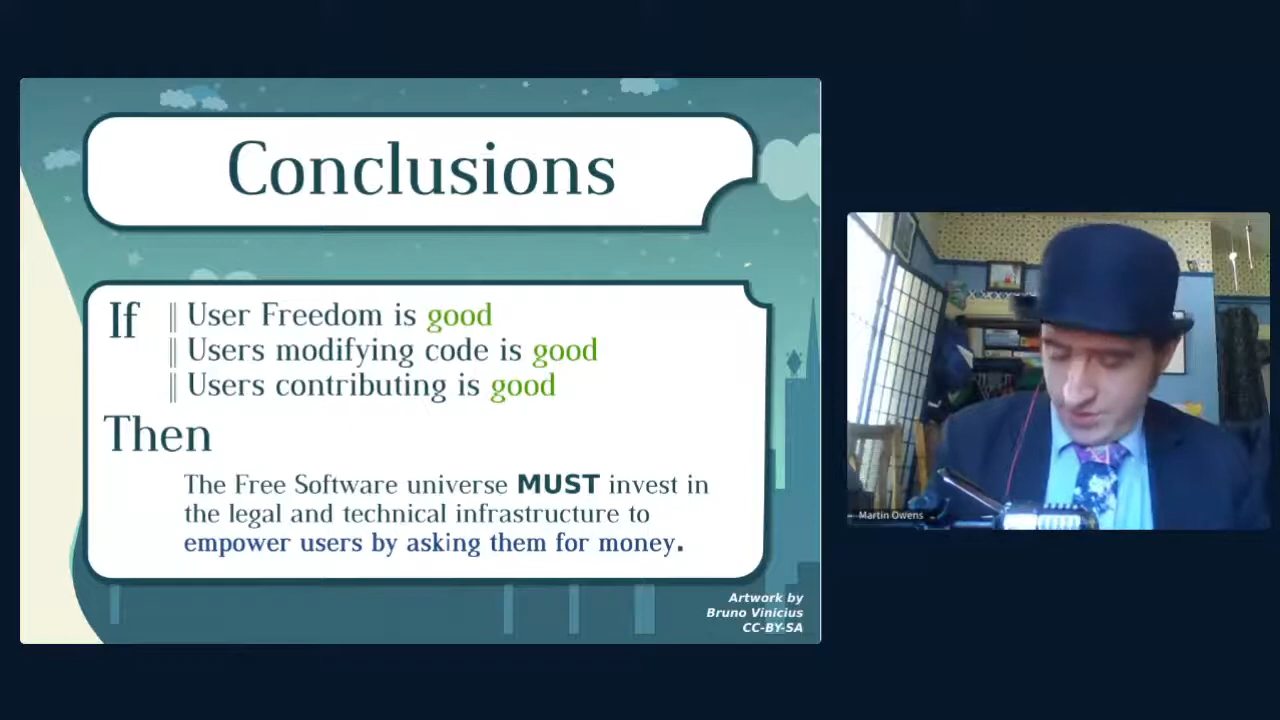 Conclusions
If
User Freedom is good
Users modifying code is good
Users contributing is good
Then
The Free Software universe MUST invest in
the legal and technical infrastructure to
empower users by asking them for money.
Artwork by
Bruno Vinicius
CC-BY-SA
Martin Owens